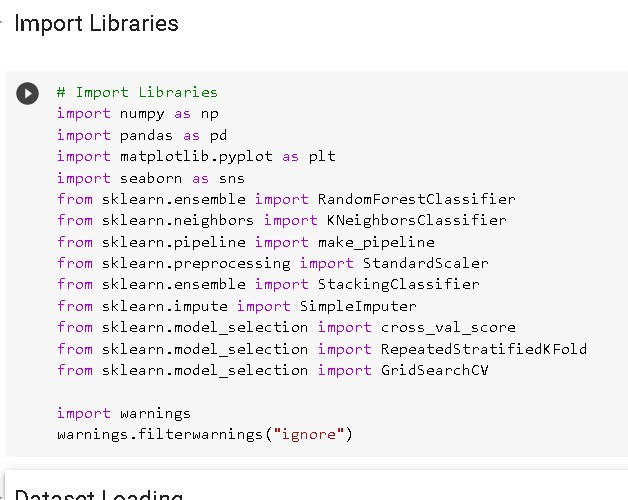 Import Libraries
# Import Libraries
import numpy as np
import pandas as pd
import matplotlib.pyplot as plt
import seaborn as sns
from sklearn.ensemble import RandomForestClassifier
from sklearn.neighbors import KNeighborsClassifier
from sklearn.pipeline import make_pipeline
from sklearn.preprocessing import StandardScaler
from sklearn.ensemble import StackingClassifier
from sklearn.impute import SimpleImputer
from sklearn.model_selection import cross_val_score
from sklearn.model_selection import RepeatedStratifiedKFold
from sklearn.model_selection import GridSearchCV
import warnings
warnings.filterwarnings("ignore")
Dataset Loading